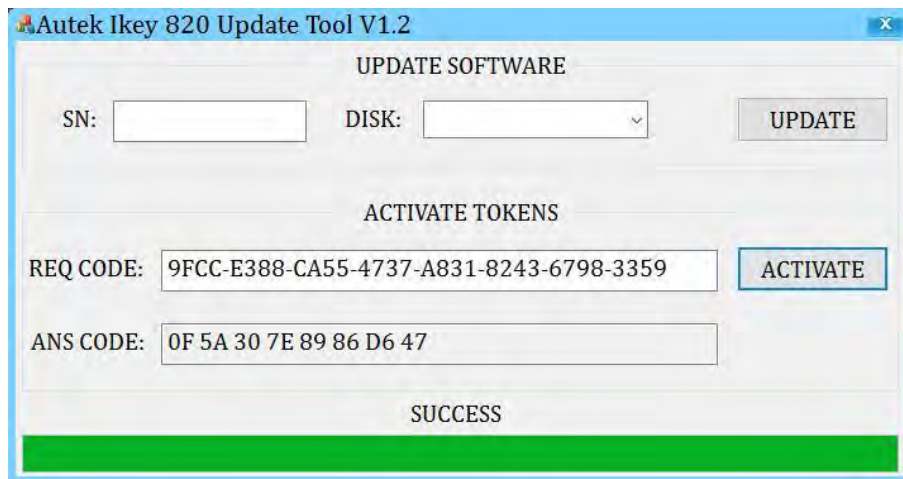 Autek Ikey 820 Update Tool V1.2
x
UPDATE SOFTWARE
SN: DISK: UPDATE
ACTIVATE TOKENS
REQ CODE: 9FCC-E388-CA55-4737-A831-8243-6798-3359 ACTIVATE
ANS CODE: 0F 5A 30 7E 89 86 D6 47
SUCCESS